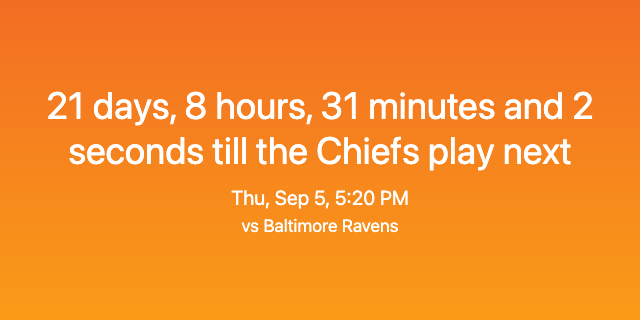 21 days, 8 hours, 31 minutes and 2
seconds till the Chiefs play next
Thu, Sep 5, 5:20 PM
vs Baltimore Ravens